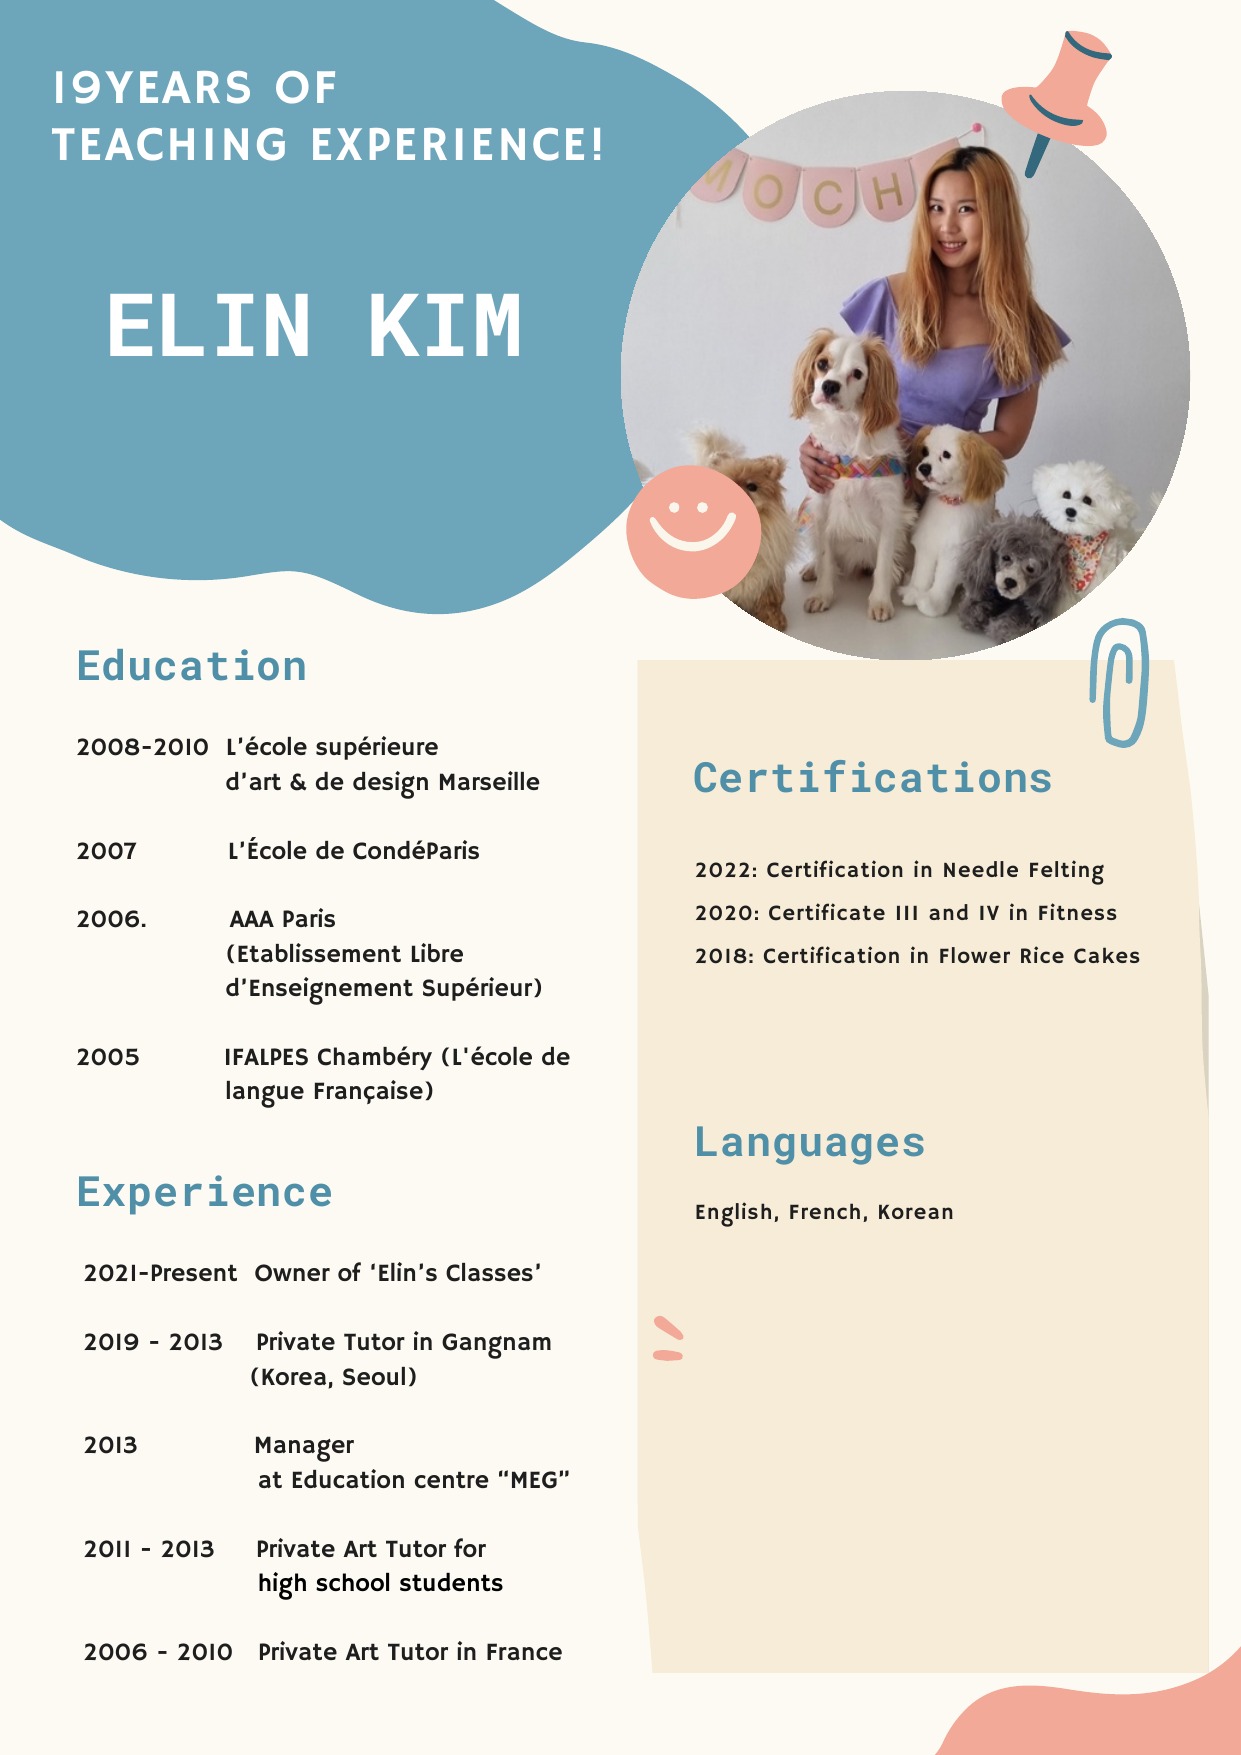 19YEARS OF
TEACHING EXPERIENCE!
MOCH
ELIN KIM
Education
2008-2010 L’école supérieure
d’art & de design Marseille
2007 L’École de CondéParis
2006. AAA Paris
(Etablissement Libre
d’Enseignement Supérieur)
2005 IFALPES Chambéry (L'école de
langue Française)
Experience
2021-Present Owner of ‘Elin’s Classes’
2019 - 2013 Private Tutor in Gangnam
(Korea, Seoul)
2013 Manager
at Education centre “MEG”
2011 - 2013 Private Art Tutor for
high school students
2006 - 2010 Private Art Tutor in France
Certifications
2022: Certification in Needle Felting
2020: Certificate III and IV in Fitness
2018: Certification in Flower Rice Cakes
Languages
English, French, Korean